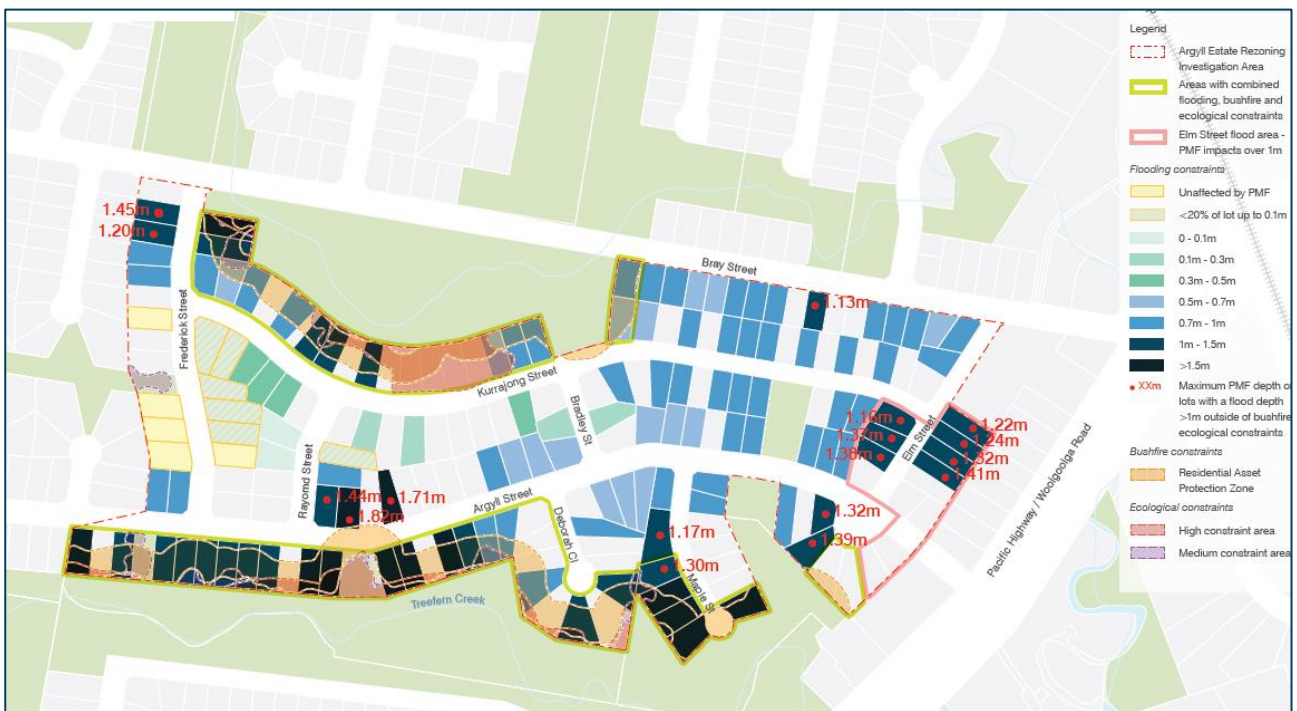 Legend
Argyll Estate Rezoning
Investigation Area
Areas with combined
flooding, bushfire and
ecological constraints
Elm Street flood area -
PMF impacts over 1m
Flooding constraints
Unaffected by PMF
<20% of lot up to 0.1m
0 - 0.1m
0.1m - 0.3m
0.3m - 0.5m
0.5m - 0.7m
0.7m - 1m
1m - 1.5m
>1.5m
XXm
Maximum PMF depth o
lots with a flood depth
>1m outside of bushfire
ecological constraints
Bushfire constraints
Residential Asset
Protection Zone
Ecological constraints
High constraint area
Medium constraint area
1.45m
1.20m
Frederick Street
Bray Street
1.13m
Kurrajong Street
Bradley St
1.16m
1.37m
1.38m
Elm Street
1.22m
1.24m
1.32m
1.41m
Rayomd Street
1.44m
1.71m
1.82m
Argyll Street
Deborah Cl
1.17m
1.30m
Maple St
1.32m
1.39m
Pacific Highway / Woolgoolga Road
Treefern Creek